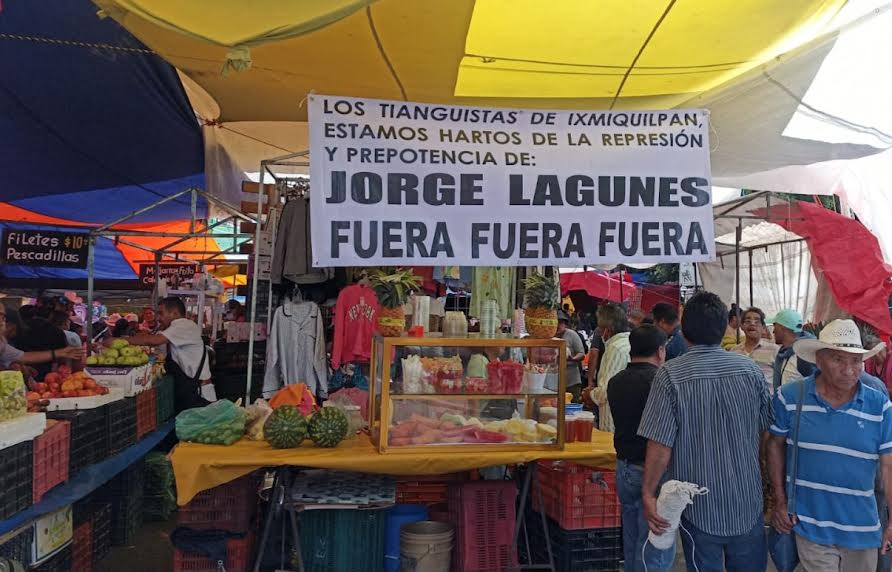 LOS TIANGUISTAS DE IXMIQUILPAN,
ESTAMOS HARTOS DE LA REPRESIÓN
Y PREPOTENCIA DE:
JORGE LAGUNES
FUERA FUERA FUERA
FiLetes $10
Pescadillas